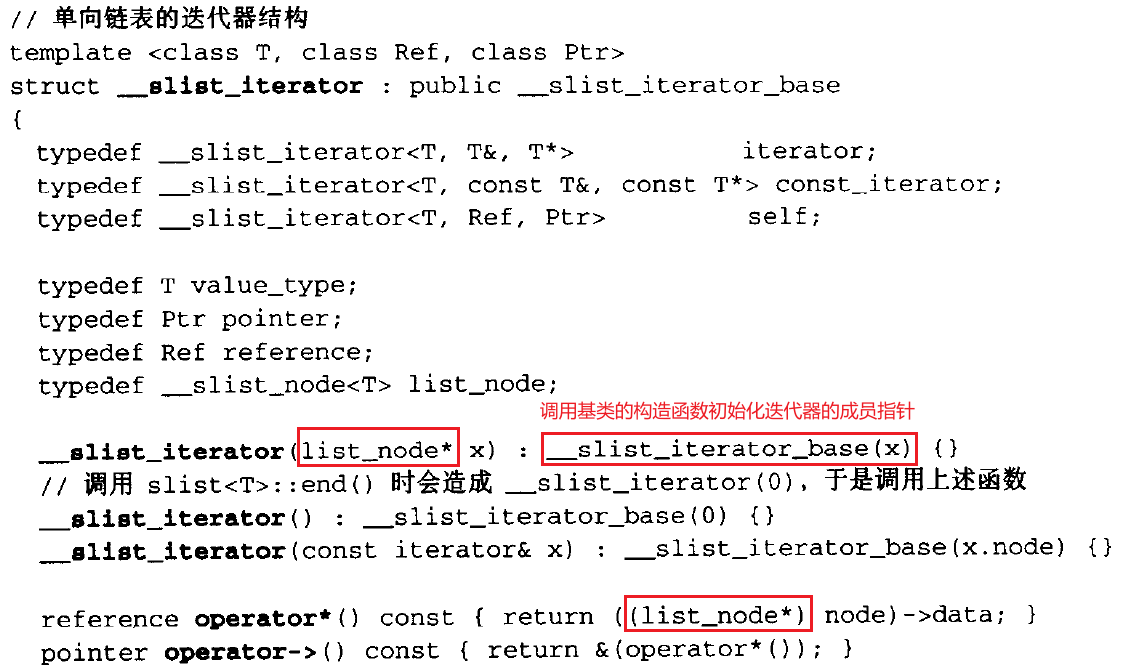 // 单向链表的迭代器结构
template <class T, class Ref, class Ptr>
struct __slist_iterator : public __slist_iterator_base
{
typedef __slist_iterator<T, T&, T*> iterator;
typedef __slist_iterator<T, const T&, const T*> const_iterator;
typedef __slist_iterator<T, Ref, Ptr> self;
typedef T value_type;
typedef Ptr pointer;
typedef Ref reference;
typedef __slist_node<T> list_node;
调用基类的构造函数初始化迭代器的成员指针
__slist_iterator(list_node* x) : __slist_iterator_base(x) {}
// 调用 slist<T>::end() 时会造成 __slist_iterator(0), 于是调用上述函数
__slist_iterator() : __slist_iterator_base(0) {}
__slist_iterator(const iterator& x) : __slist_iterator_base(x.node) {}
reference operator*() const { return ((list_node*) node)->data; }
pointer operator->() const { return &(operator*()); }